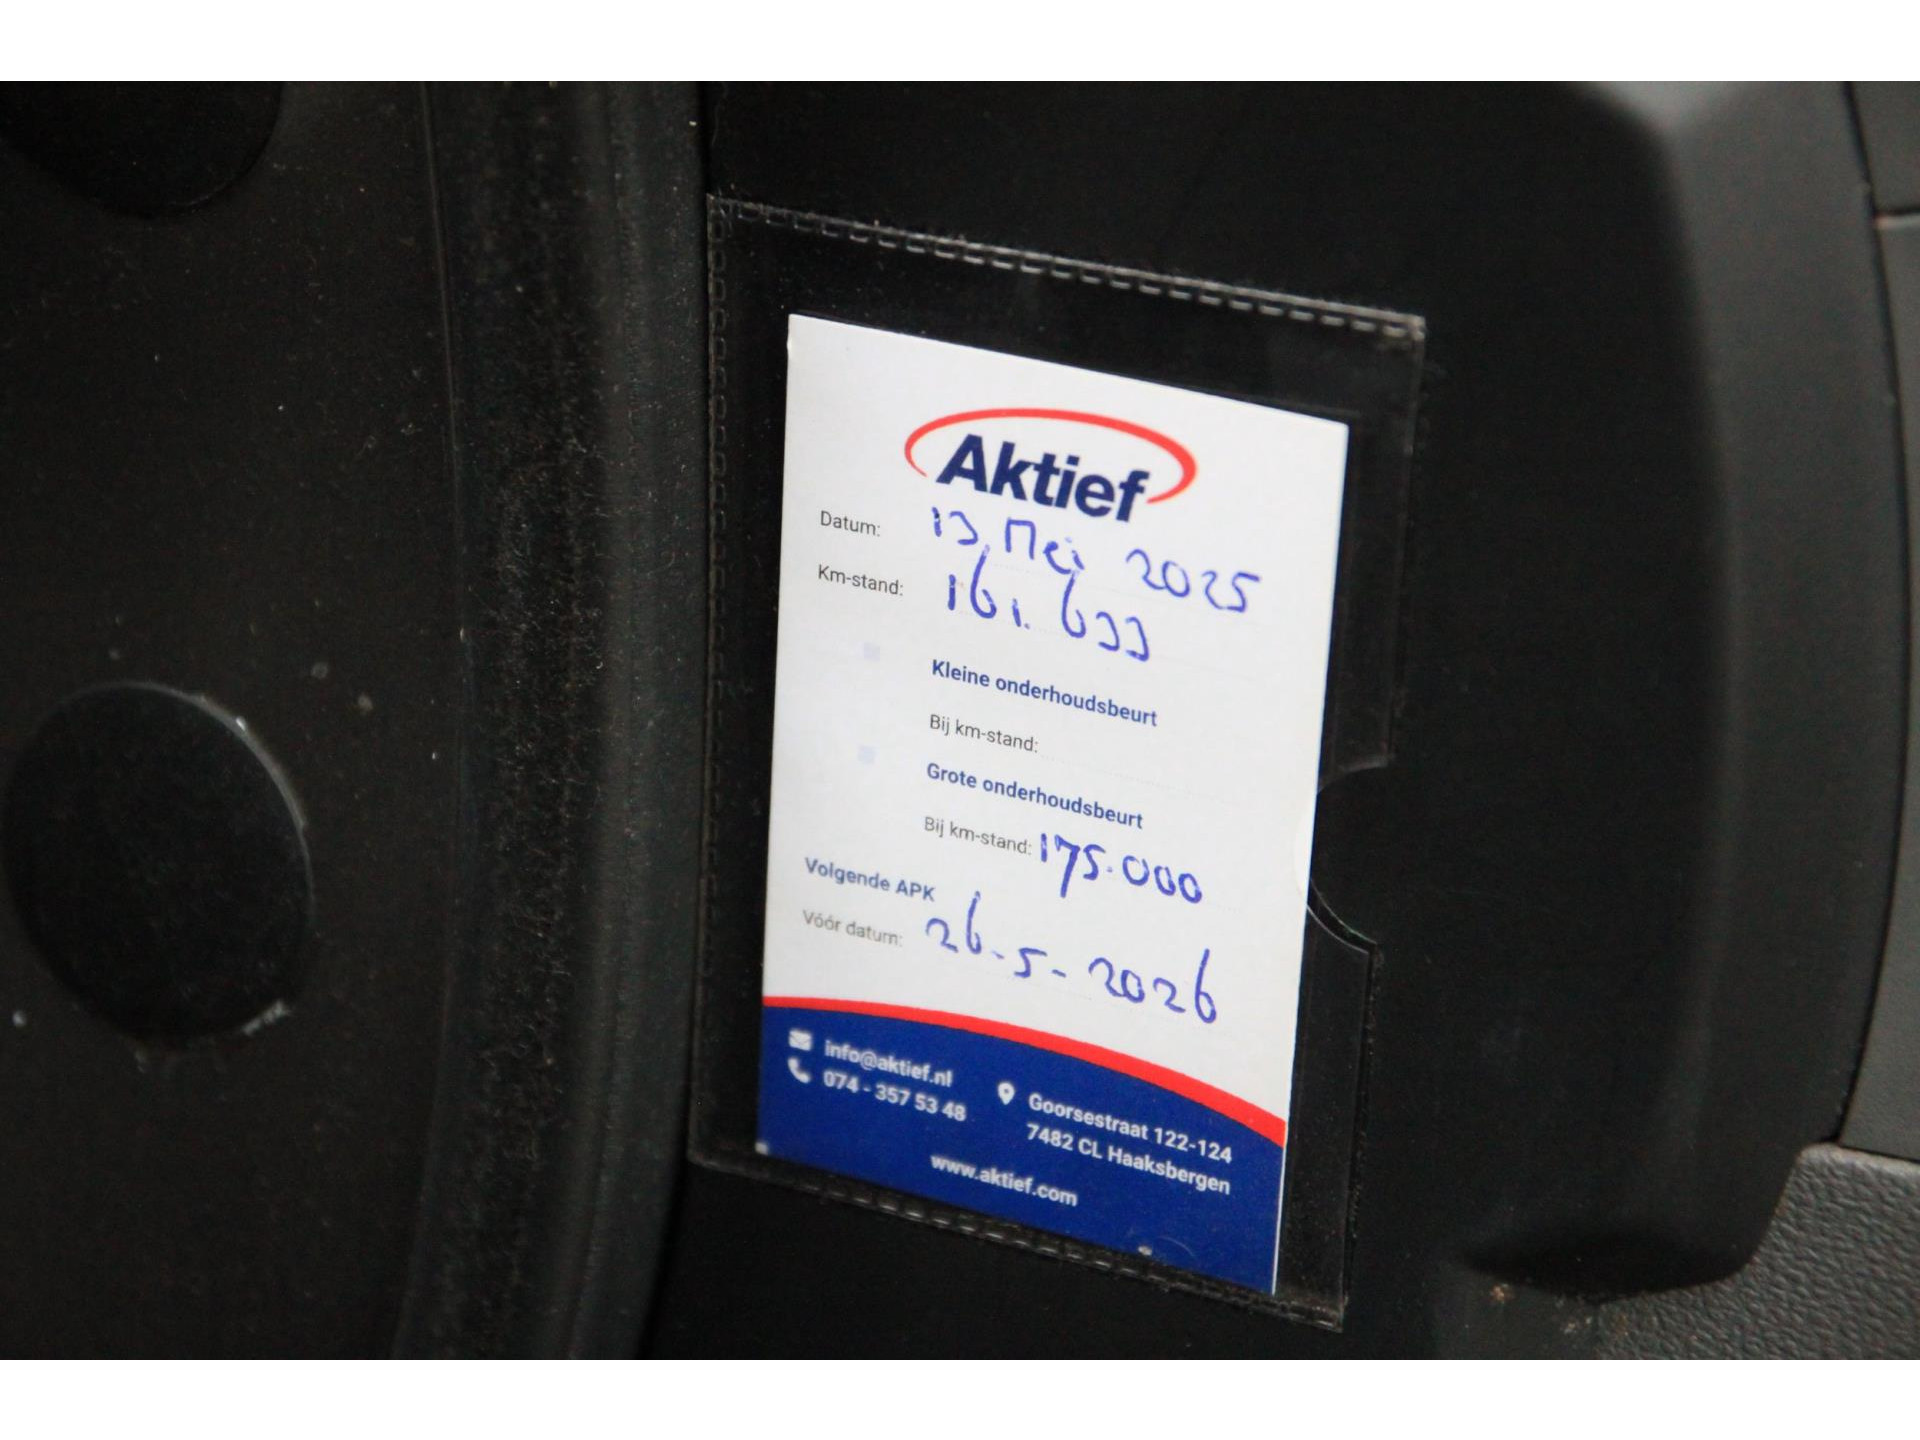 Aktief
Datum: 13 Mei 2025
Km-stand: 161.633
Kleine onderhoudsbeurt
Bij km-stand:
Grote onderhoudsbeurt
Bij km-stand: 175.000
Volgende APK
Vóór datum: 26-5-2026
info@aktief.nl
074 - 357 53 48
Goorsestraat 122-124
7482 CL Haaksbergen
www.aktief.com